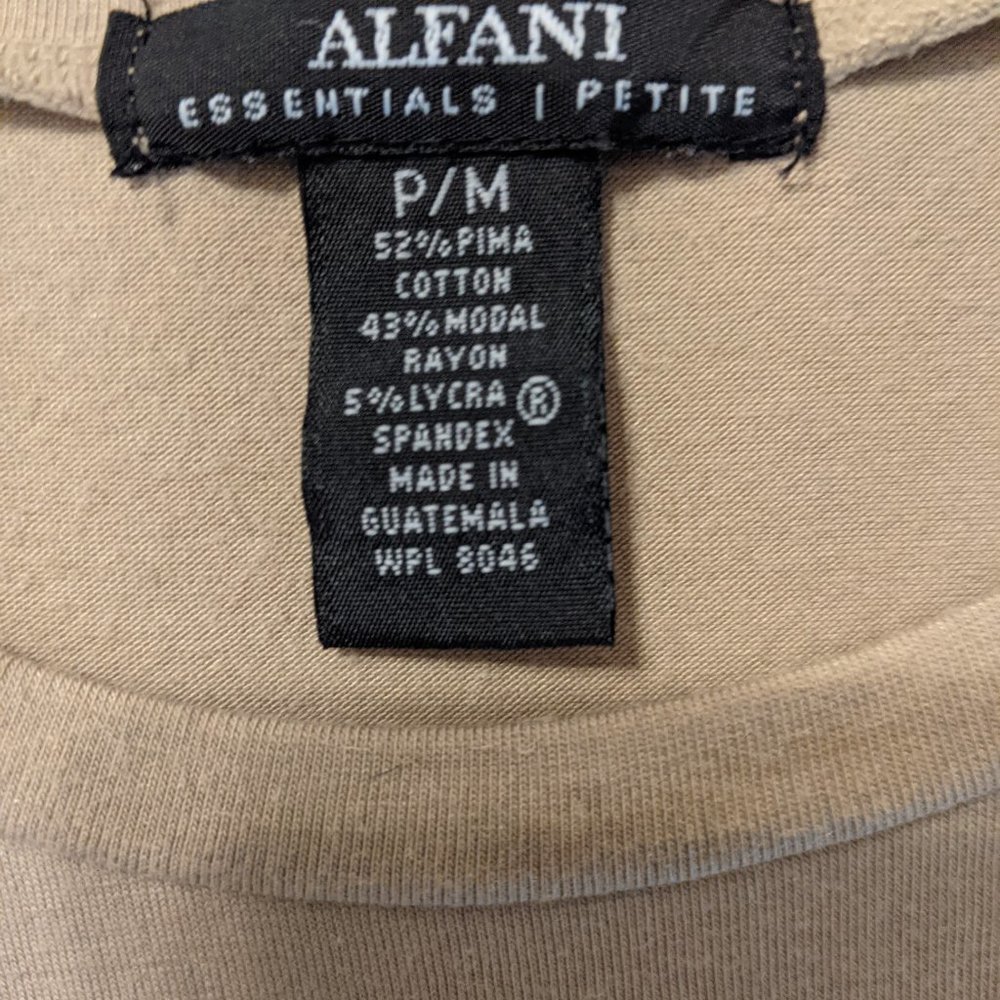 ALFANI
ESSENTIALS | PETITE
P/M
52% PIMA
COTTON
43% MODAL
RAYON
5% LYCRA ®
SPANDEX
MADE IN
GUATEMALA
WPL 8046